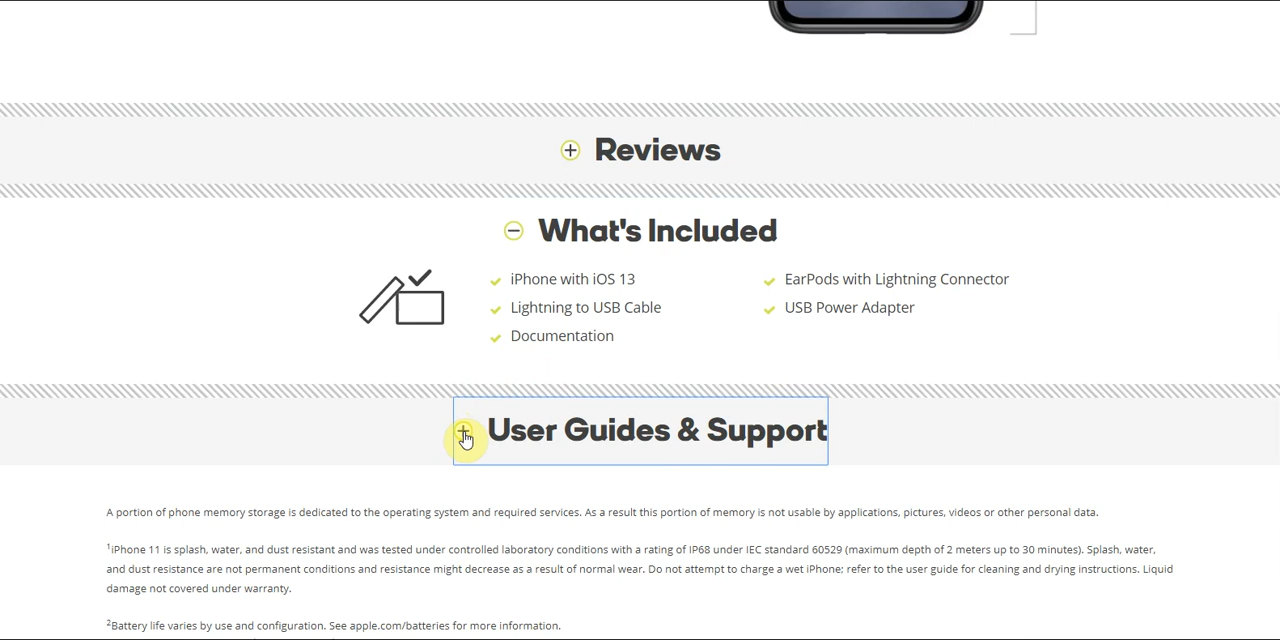 Reviews
What's Included
iPhone with iOS 13
EarPods with Lightning Connector
Lightning to USB Cable
USB Power Adapter
Documentation
User Guides & Support
A portion of phone memory storage is dedicated to the operating system and required services. As a result this portion of memory is not usable by applications, pictures, videos or other personal data.
1iPhone 11 is splash, water, and dust resistant and was tested under controlled laboratory conditions with a rating of IP68 under IEC standard 60529 (maximum depth of 2 meters up to 30 minutes). Splash, water,
and dust resistance are not permanent conditions and resistance might decrease as a result of normal wear. Do not attempt to charge a wet iPhone; refer to the user guide for cleaning and drying instructions. Liquid
damage not covered under warranty.
2Battery life varies by use and configuration. See apple.com/batteries for more information.